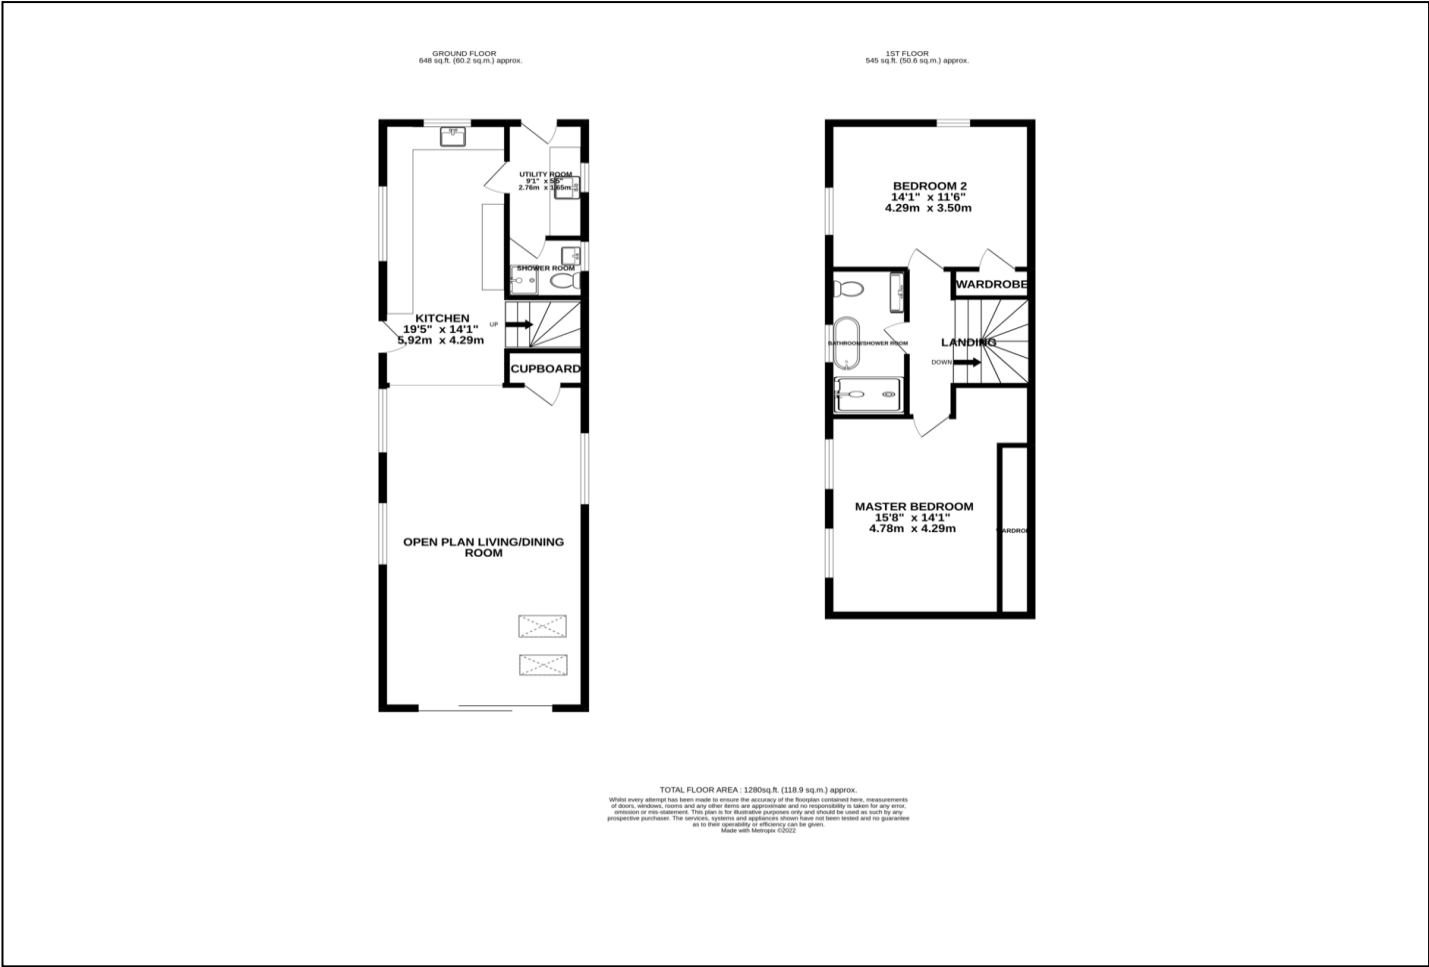 GROUND FLOOR
648 sq.ft. (60.2 sq.m.) approx.
1ST FLOOR
545 sq.ft. (50.6 sq.m.) approx.
UTILITY ROOM
9'1" x 5'5"
2.76m x 1.65m
SHOWER ROOM
KITCHEN
19'5" x 14'1"
5.92m x 4.29m
UP
CUPBOARD
OPEN PLAN LIVING/DINING
ROOM
BEDROOM 2
14'1" x 11'6"
4.29m x 3.50m
WARDROBE
BATHROOM/SHOWER ROOM
LANDING
DOWN
MASTER BEDROOM
15'8" x 14'1"
4.78m x 4.29m
TOTAL FLOOR AREA : 1280sq.ft. (118.9 sq.m.) approx.
Whilst every attempt has been made to ensure the accuracy of the floorplan contained here, measurements
of doors, windows, rooms and any other items are approximate and no responsibility is taken for any error,
omission or mis-statement. This plan is for illustrative purposes only and should be used as such by any
prospective purchaser. The services, systems and appliances shown have not been tested and no guarantee
as to their operability or efficiency can be given.
Made with Metropix ©2022